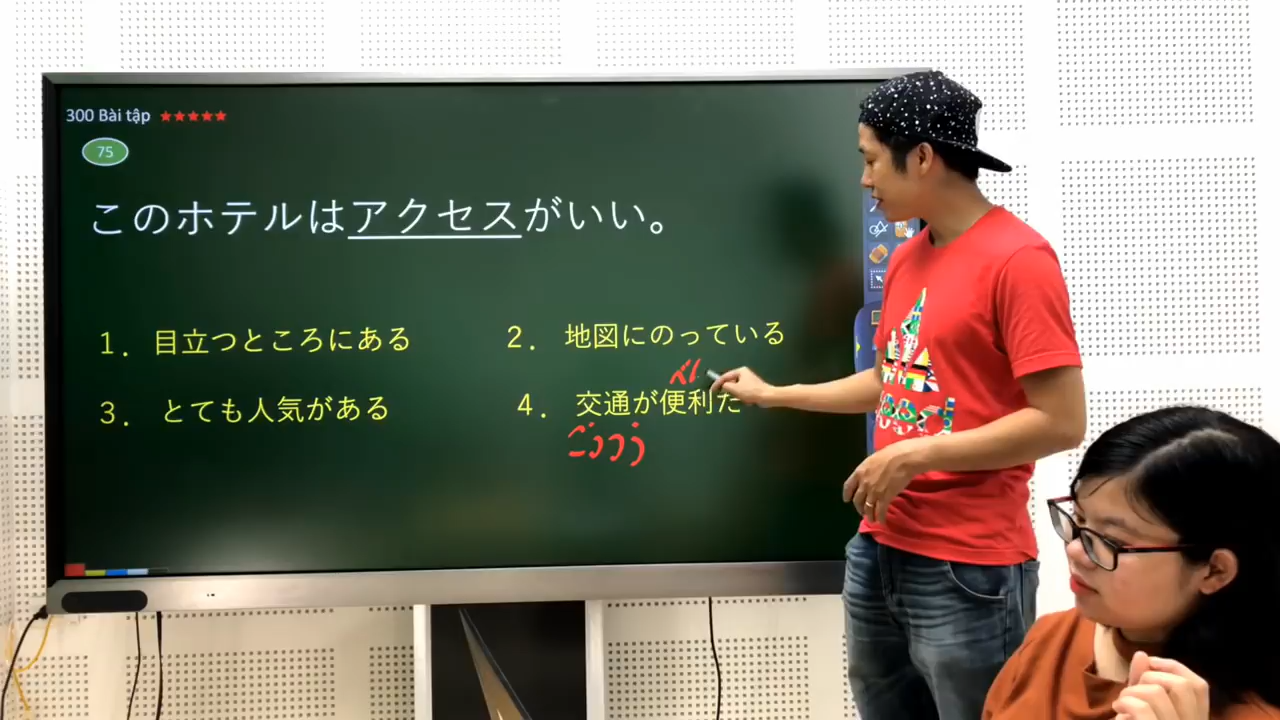 300 Bài tập ★★★★★
75
このホテルはアクセスがいい。
1. 目立つところにある
2. 地図にのっている
3. とても人気がある
4. 交通が便利だ